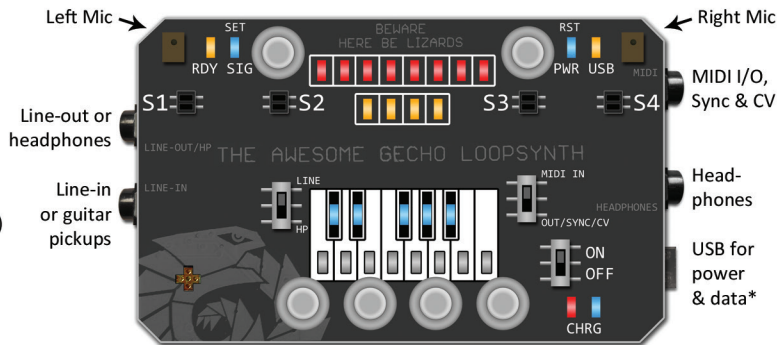 Left Mic
Right Mic
SET
RDY SIG
BEWARE
HERE BE LIZARDS
RST
PWR USB
MIDI
S1
S2
S3
S4
MIDI I/O,
Sync & CV
Line-out or
headphones
LINE-OUT/HP
THE AWESOME GECHO LOOPSYNTH
Line-in
or guitar
pickups
LINE-IN
LINE
HP
MIDI IN
OUT/SYNC/CV
HEADPHONES
Head-
phones
ON
OFF
USB for
power
& data*
CHRG
)